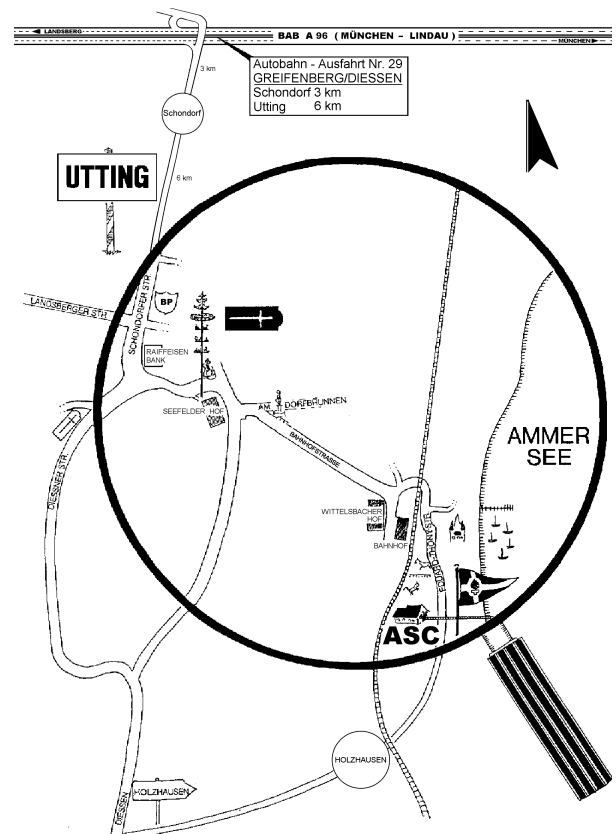 LANDSBERG
BAB A 96 ( MÜNCHEN - LINDAU )
MÜNCHEN
Autobahn - Ausfahrt Nr. 29
GREIFENBERG/DIESSEN
Schondorf 3 km
Utting 6 km
3 km
Schondorf
UTTING
6 km
LANDSBERGER STR.
SCHONDORFER STR.
BP
RAIFFEISEN
BANK
SEEFELDER HOF
AM DORFBRUNNEN
BAHNHOFSTRASSE
DIESSNER STR.
AMMER
SEE
WITTELSBACHER
HOF
BAHNHOF
EDUARD-THÖNY-STR.
ASC
HOLZHAUSEN
HOLZHAUSEN
DIESSEN